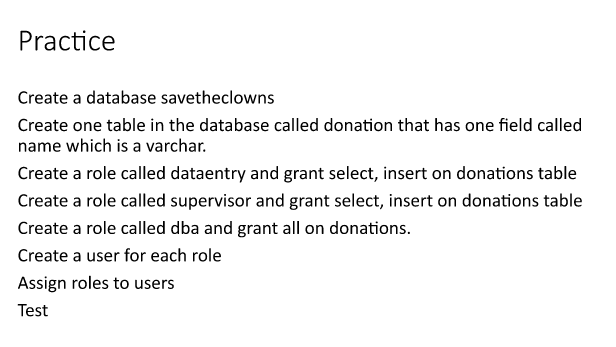 Practice
Create a database savetheclowns
Create one table in the database called donation that has one field called
name which is a varchar.
Create a role called dataentry and grant select, insert on donations table
Create a role called supervisor and grant select, insert on donations table
Create a role called dba and grant all on donations.
Create a user for each role
Assign roles to users
Test